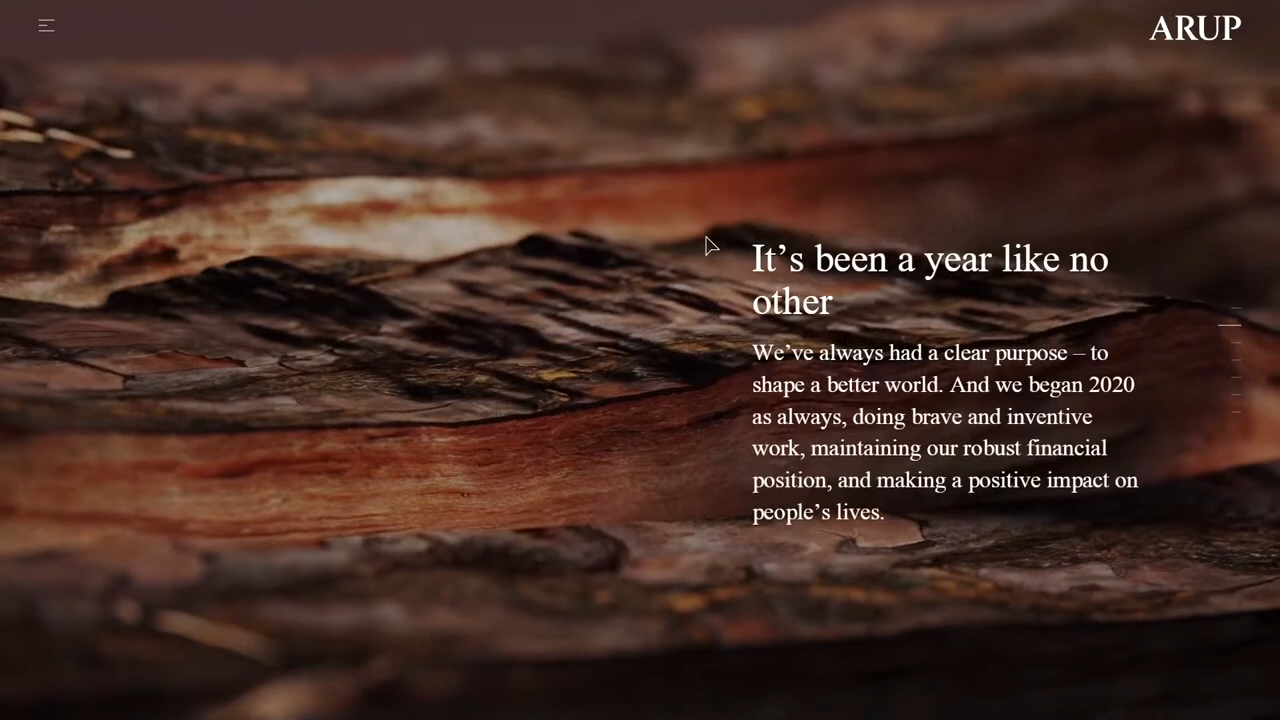 ARUP
It’s been a year like no
other
We’ve always had a clear purpose – to
shape a better world. And we began 2020
as always, doing brave and inventive
work, maintaining our robust financial
position, and making a positive impact on
people’s lives.